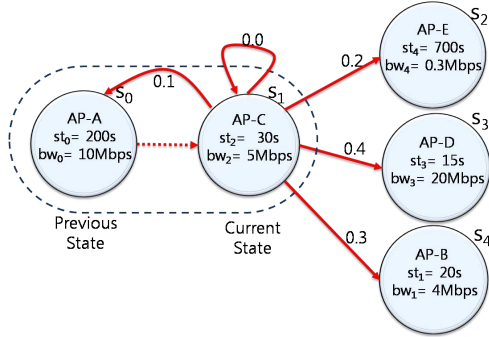 S₂
AP-E
st₄= 700s
bw₄= 0.3Mbps
0.0
0.2
0.1
S₀
AP-A
st₀= 200s
bw₀= 10Mbps
S₁
AP-C
st₂= 30s
bw₂= 5Mbps
0.4
S₃
AP-D
st₃= 15s
bw₃= 20Mbps
0.3
S₄
AP-B
st₁= 20s
bw₁= 4Mbps
Previous
State
Current
State